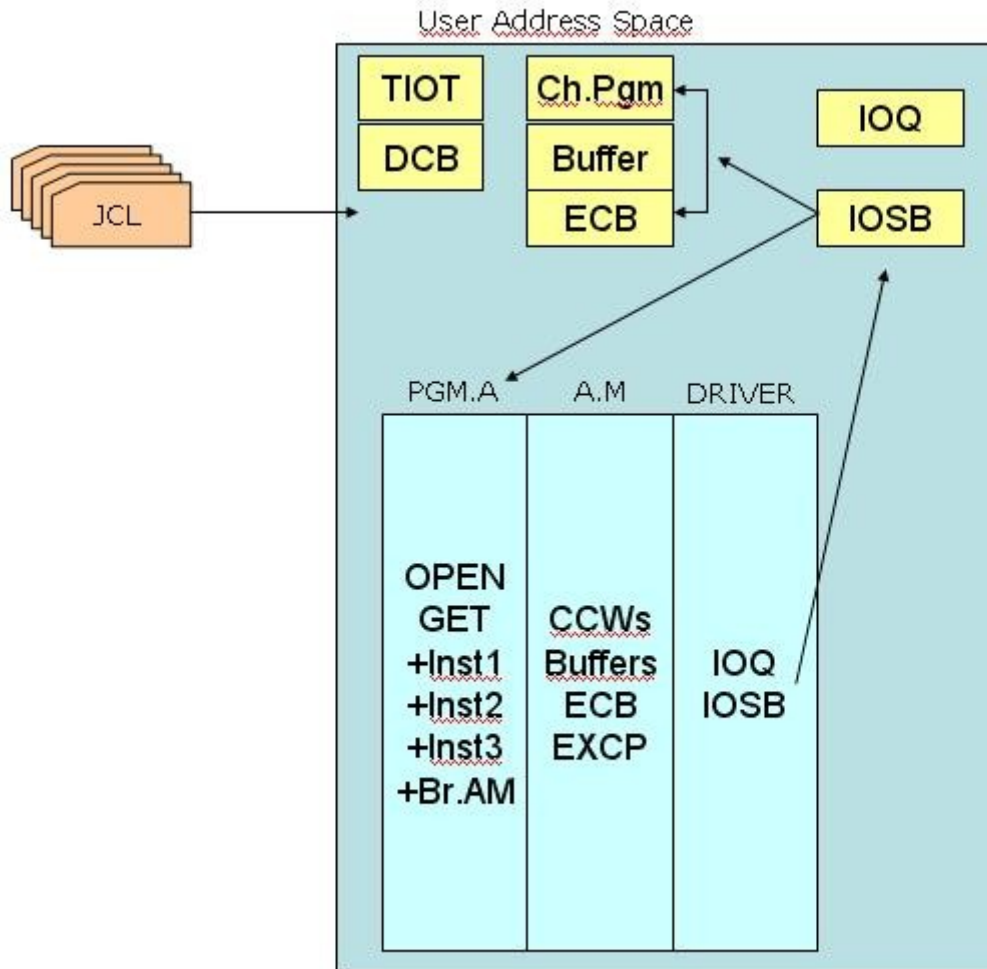 User Address Space
TIOT
Ch.Pgm
IOQ
DCB
Buffer
JCL
ECB
IOSB
PGM.A
A.M
DRIVER
OPEN
GET
+Inst1
+Inst2
+Inst3
+Br.AM
CCWs
Buffers
ECB
EXCP
IOQ
IOSB